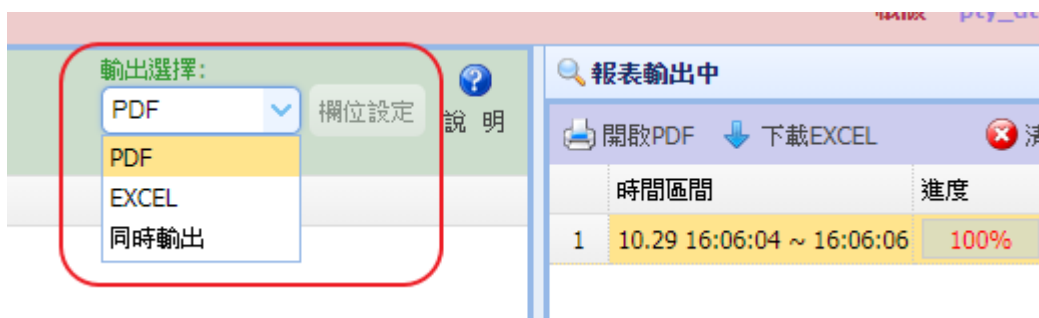 輸出選擇:
PDF
欄位設定
說 明
PDF
EXCEL
同時輸出
報表輸出中
開啟PDF
下載EXCEL
時間區間
進度
1
10.29 16:06:04 ~ 16:06:06
100%